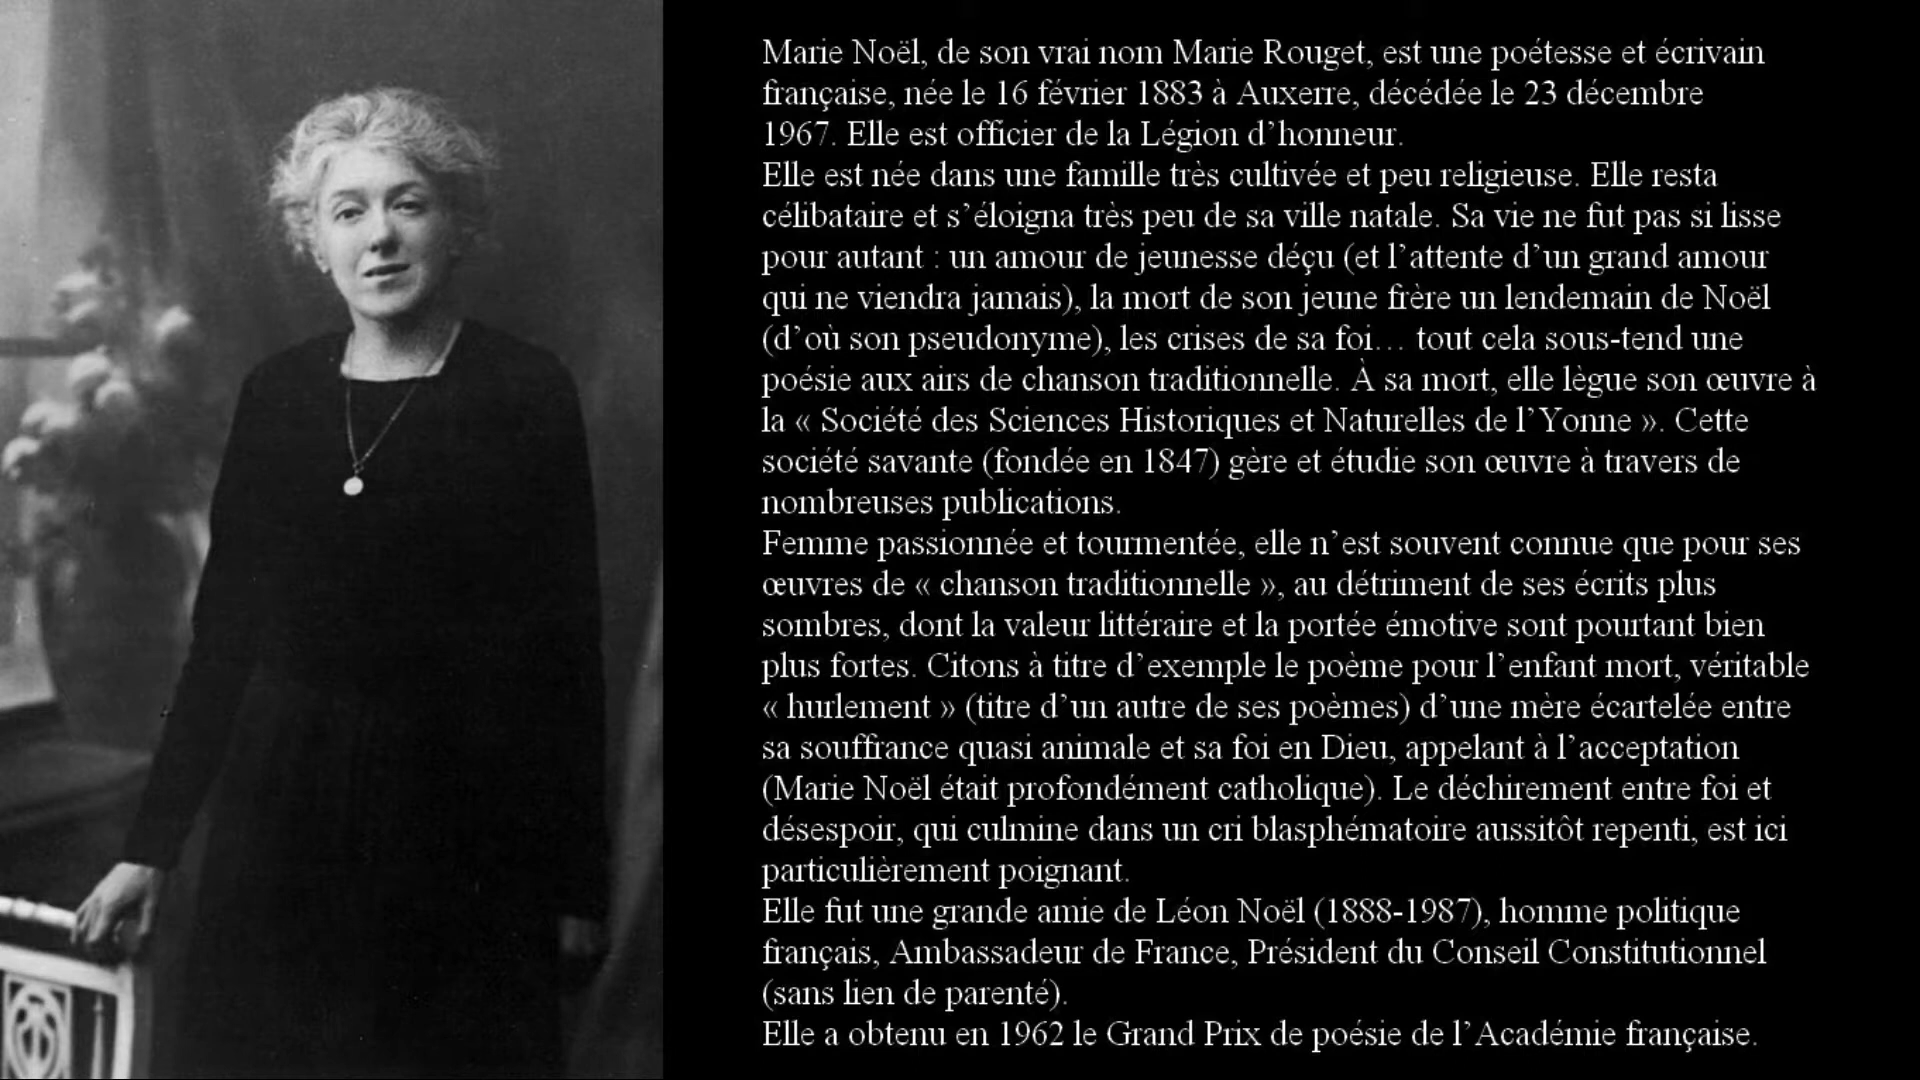 Marie Noël, de son vrai nom Marie Rouget, est une poétesse et écrivain
française, née le 16 février 1883 à Auxerre, décédée le 23 décembre
1967. Elle est officier de la Légion d’honneur.
Elle est née dans une famille très cultivée et peu religieuse. Elle resta
célibataire et s’éloigna très peu de sa ville natale. Sa vie ne fut pas si lisse
pour autant : un amour de jeunesse déçu (et l’attente d’un grand amour
qui ne viendra jamais), la mort de son jeune frère un lendemain de Noël
(d’où son pseudonyme), les crises de sa foi… tout cela sous-tend une
poésie aux airs de chanson traditionnelle. À sa mort, elle lègue son œuvre à
la « Société des Sciences Historiques et Naturelles de l’Yonne ». Cette
société savante (fondée en 1847) gère et étudie son œuvre à travers de
nombreuses publications.
Femme passionnée et tourmentée, elle n’est souvent connue que pour ses
œuvres de « chanson traditionnelle », au détriment de ses écrits plus
sombres, dont la valeur littéraire et la portée émotive sont pourtant bien
plus fortes. Citons à titre d’exemple le poème pour l’enfant mort, véritable
« hurlement » (titre d’un autre de ses poèmes) d’une mère écartelée entre
sa souffrance quasi animale et sa foi en Dieu, appelant à l’acceptation
(Marie Noël était profondément catholique). Le déchirement entre foi et
désespoir, qui culmine dans un cri blasphématoire aussitôt repenti, est ici
particulièrement poignant.
Elle fut une grande amie de Léon Noël (1888-1987), homme politique
français, Ambassadeur de France, Président du Conseil Constitutionnel
(sans lien de parenté).
Elle a obtenu en 1962 le Grand Prix de poésie de l’Académie française.